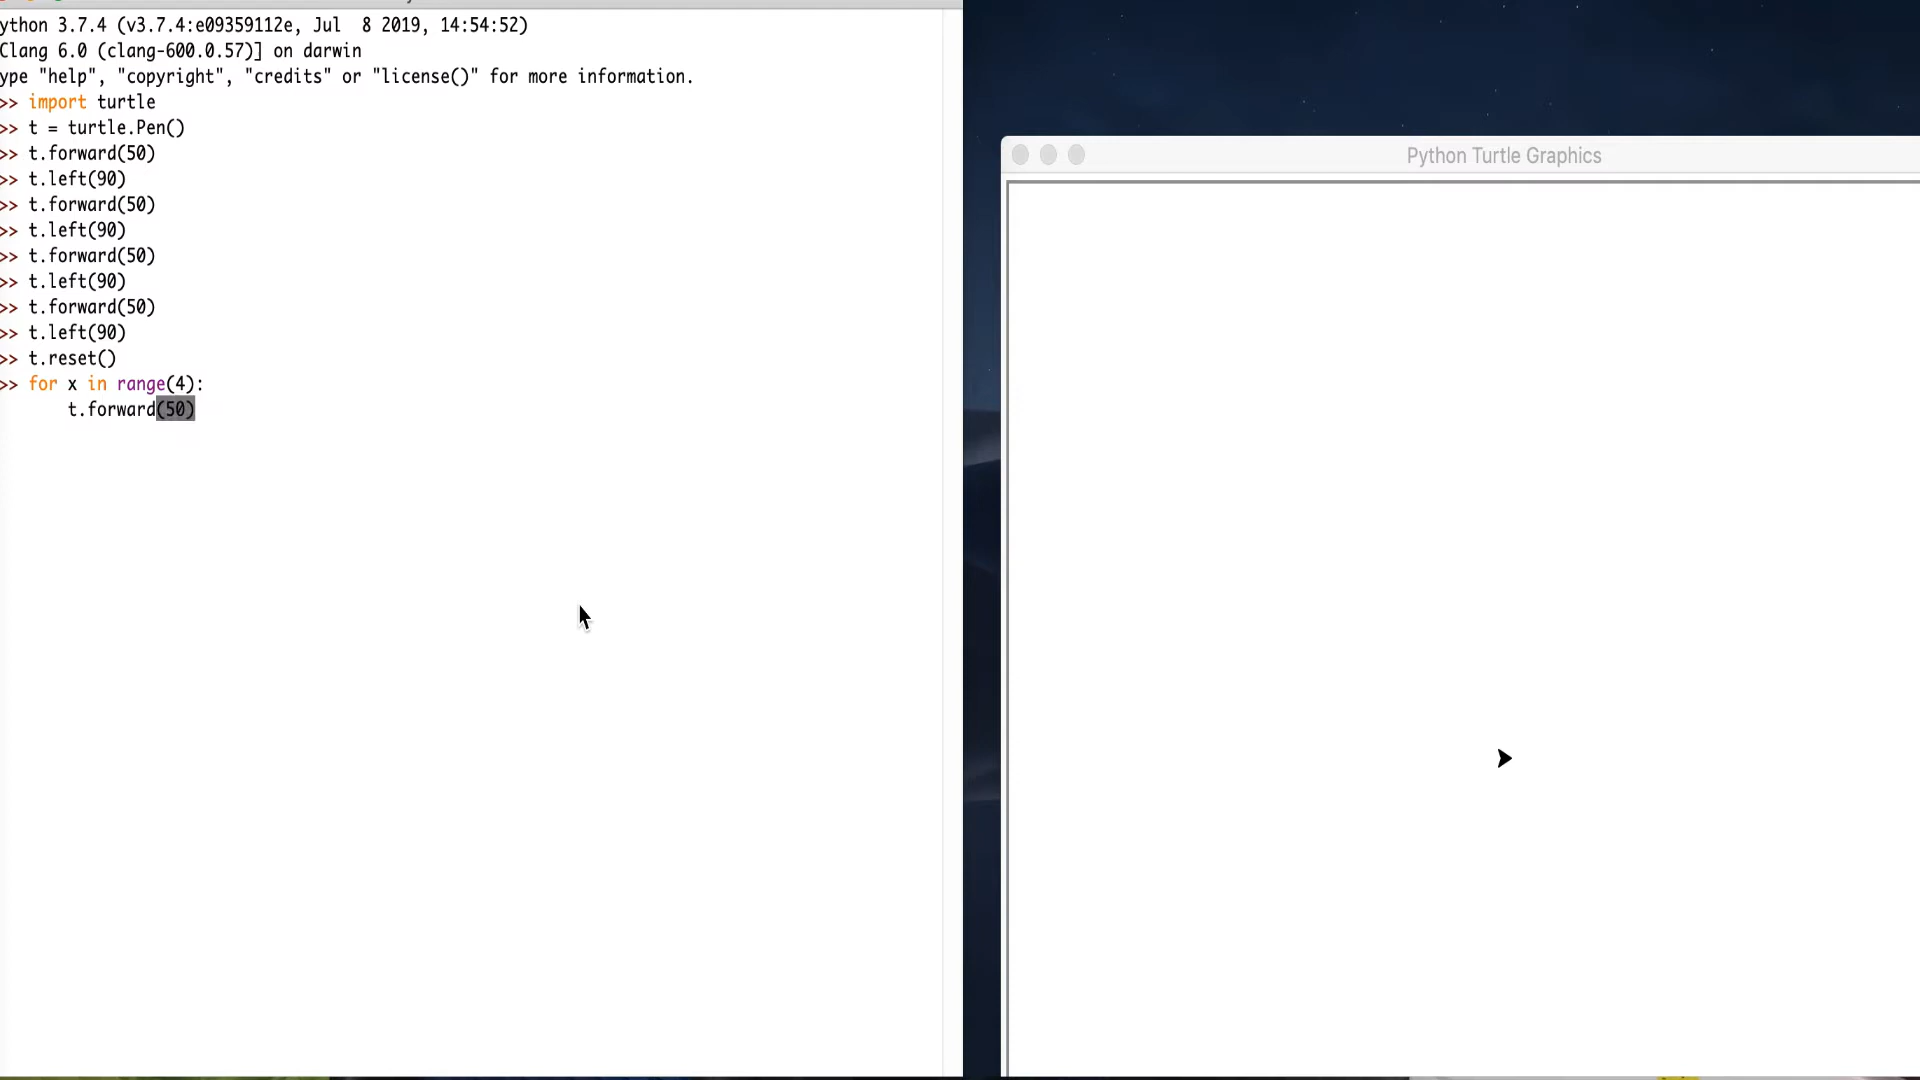 ython 3.7.4 (v3.7.4:e09359112e, Jul  8 2019, 14:54:52)
Clang 6.0 (clang-600.0.57)] on darwin
ype "help", "copyright", "credits" or "license()" for more information.
>> import turtle
>> t = turtle.Pen()
>> t.forward(50)
>> t.left(90)
>> t.forward(50)
>> t.left(90)
>> t.forward(50)
>> t.left(90)
>> t.forward(50)
>> t.left(90)
>> t.reset()
>> for x in range(4):
t.forward(50)
Python Turtle Graphics